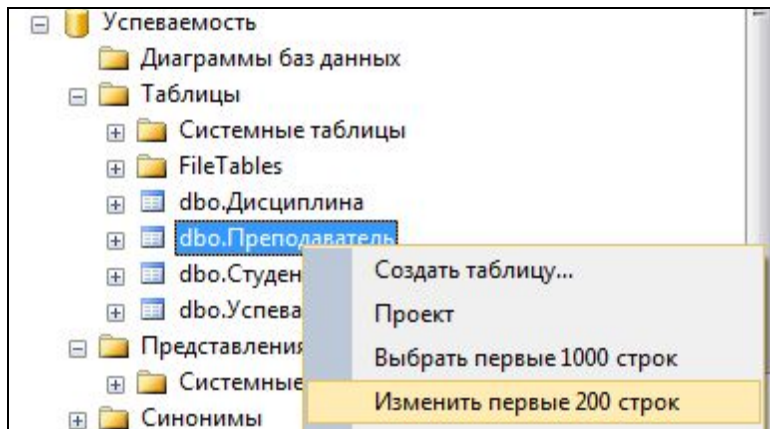 Успеваемость
Диаграммы баз данных
Таблицы
Системные таблицы
FileTables
dbo.Дисциплина
dbo.Преподаватель
dbo.Студен
dbo.Успева
Представления
Системные
Синонимы
Создать таблицу...
Проект
Выбрать первые 1000 строк
Изменить первые 200 строк